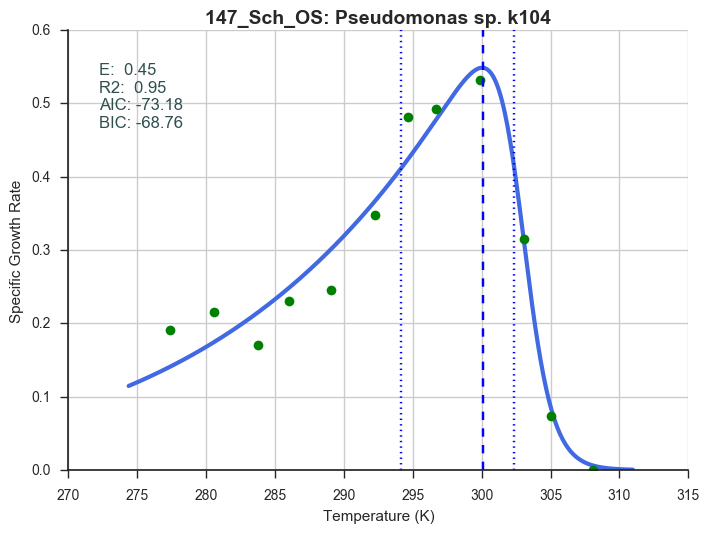 147_Sch_OS: Pseudomonas sp. k104
E:  0.45
R2:  0.95
AIC: -73.18
BIC: -68.76
Specific Growth Rate
0.6
0.5
0.4
0.3
0.2
0.1
0.0
270 275 280 285 290 295 300 305 310 315
Temperature (K)